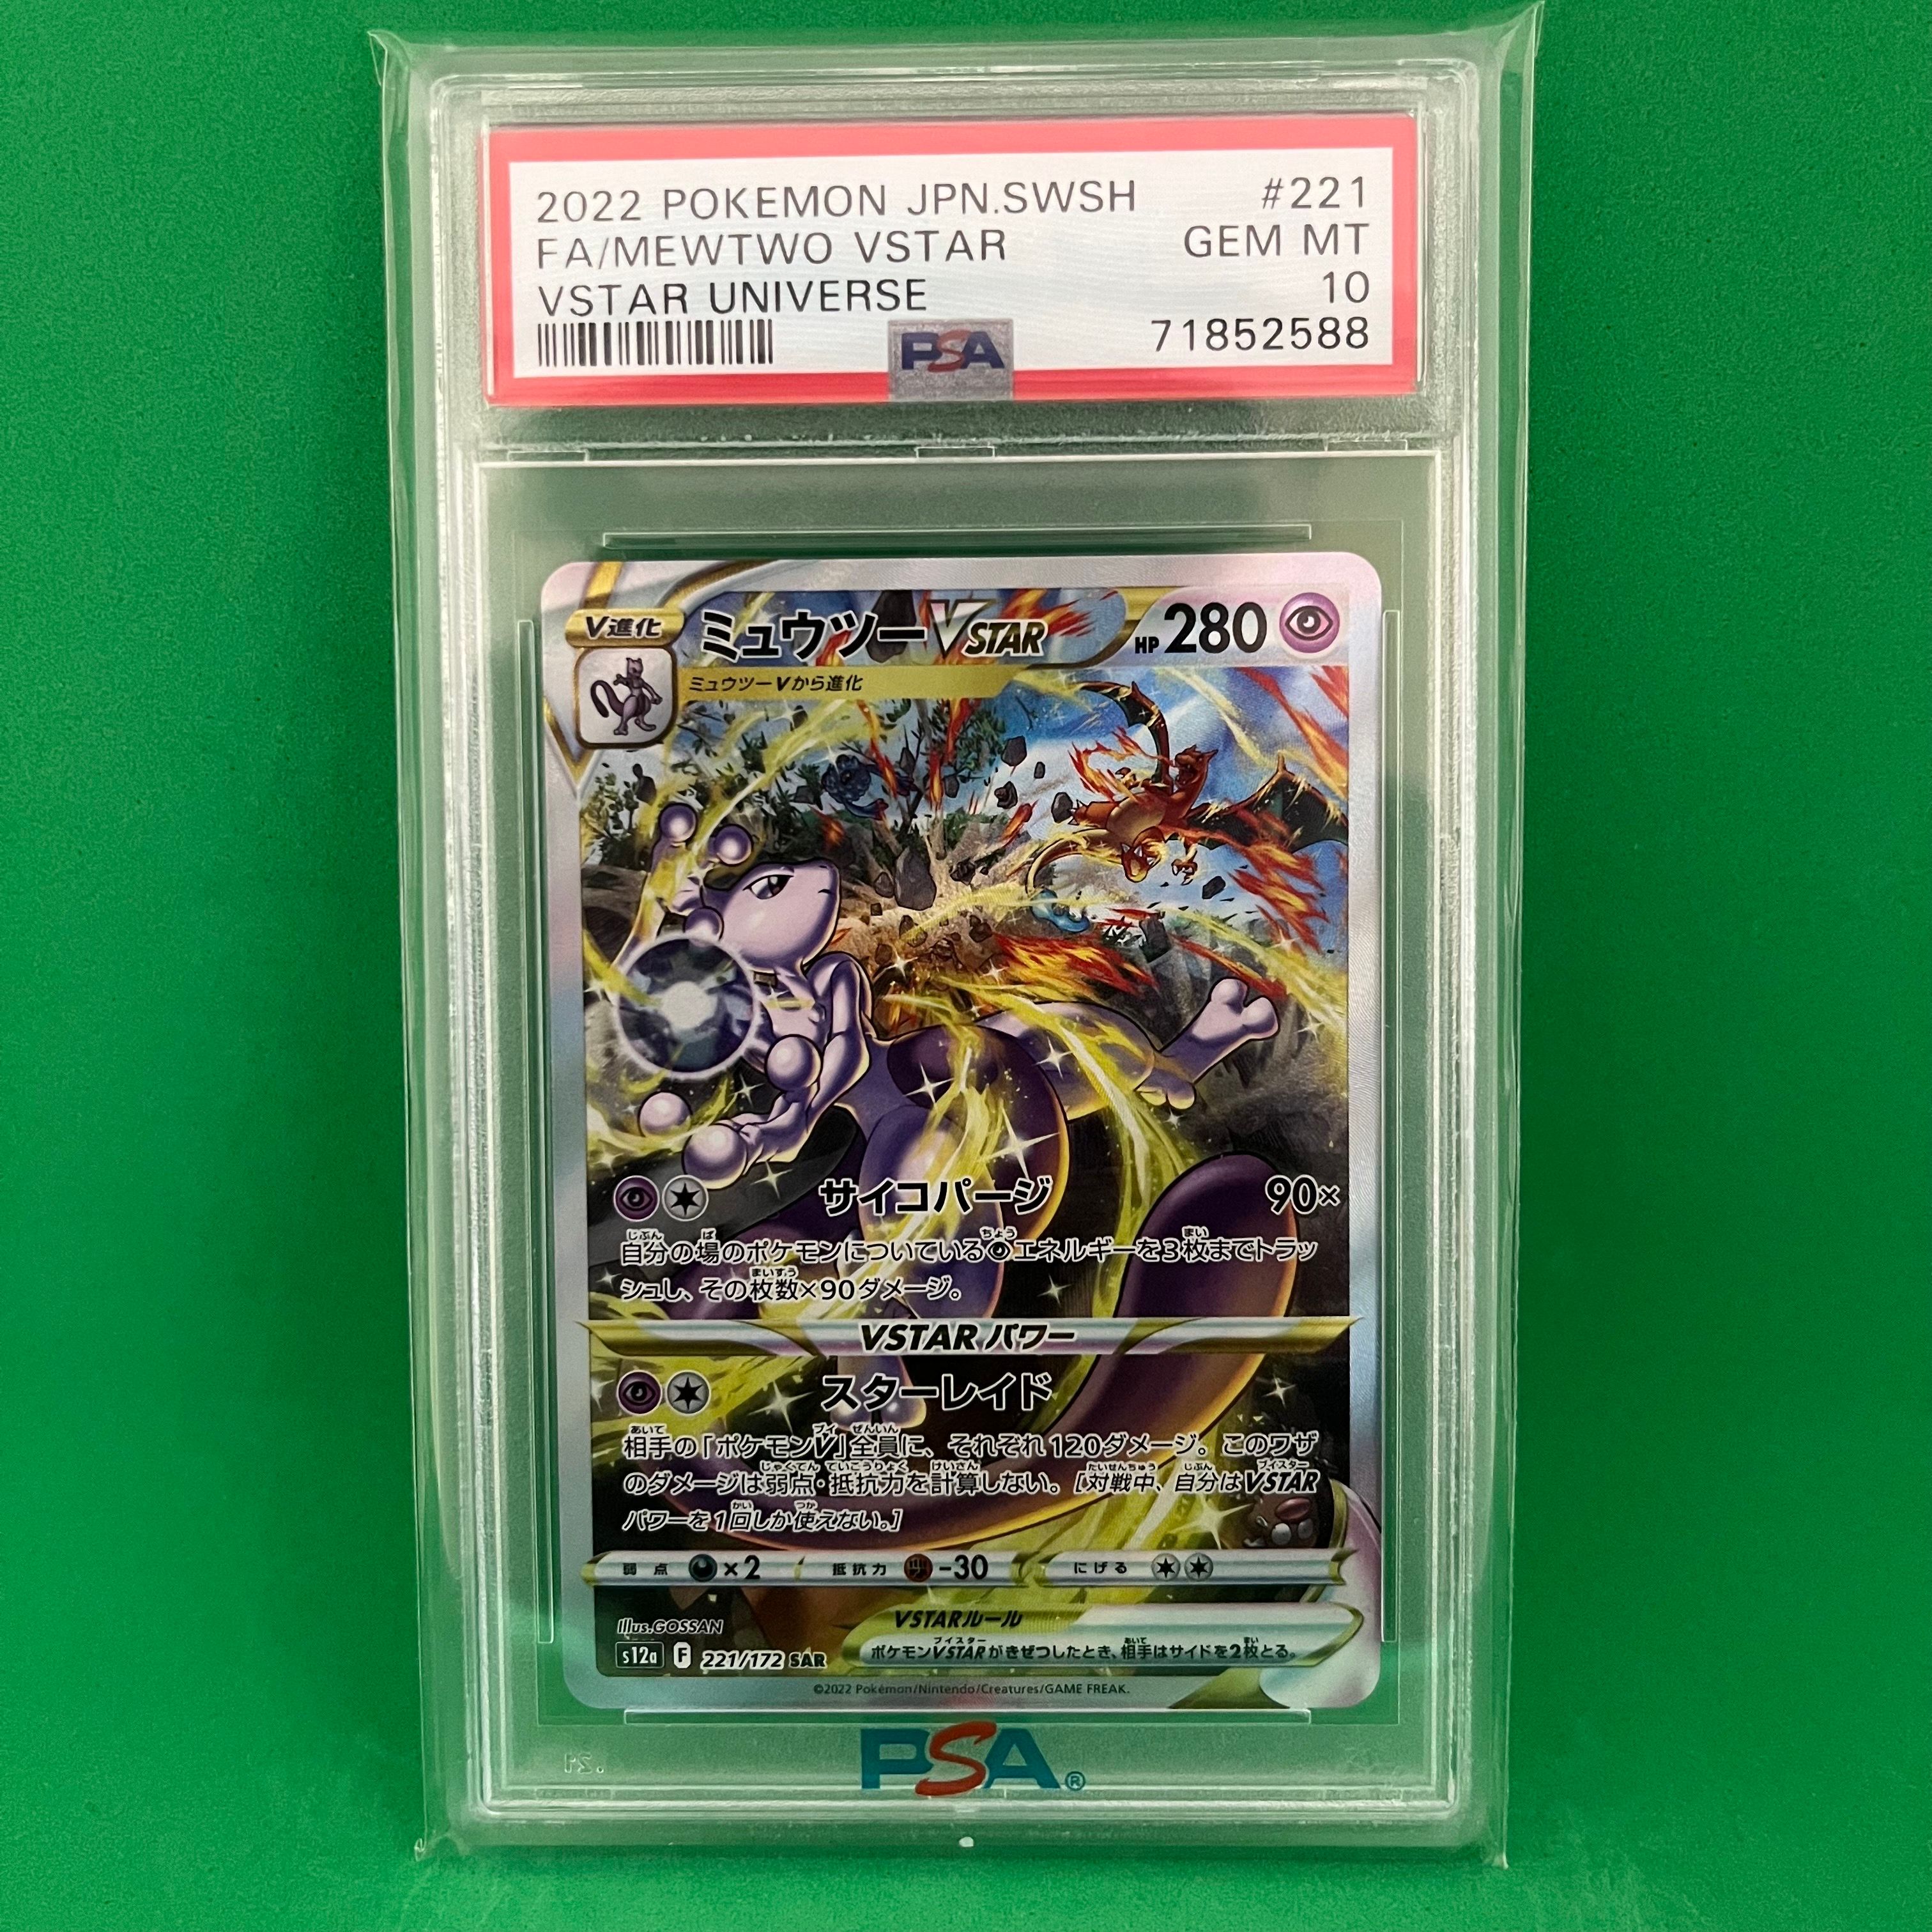 2022 POKEMON JPN.SWSH #221
FA/MEWTWO VSTAR GEM MT
VSTAR UNIVERSE 10
PSA 71852588
V進化 ミュウツーVSTAR HP 280
ミュウツーVから進化
サイコパージ 90×
自分の場のポケモンについているエネルギーを3枚までトラッ
シュし、その枚数×90ダメージ。
VSTARパワー
スターレイド
相手の「ポケモンV」全員に、それぞれ120ダメージ。このワザ
のダメージは弱点・抵抗力を計算しない。[対戦中、自分はVSTAR
パワーを1回しか使えない。]
弱点 ×2 抵抗力 -30 にげる
Illus.GOSSAN
VSTARルール
s12a F 221/172 SAR
ポケモンVSTARがきぜつしたとき、相手はサイドを2枚とる。
©2022 Pokémon/Nintendo/Creatures/GAME FREAK.
PSA®